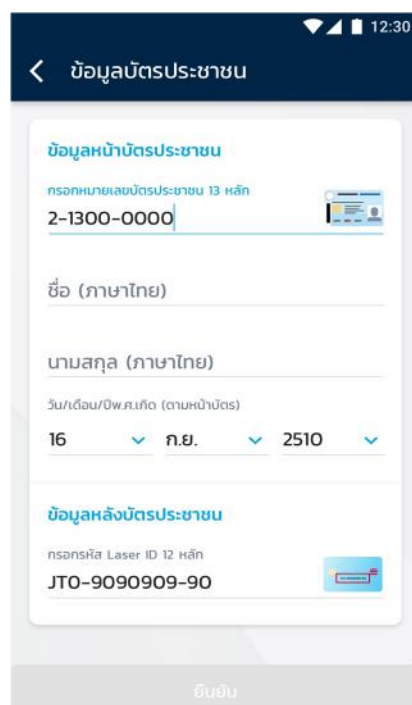 12:30
ข้อมูลบัตรประชาชน
ข้อมูลหน้าบัตรประชาชน
กรอกหมายเลขบัตรประชาชน 13 หลัก
2-1300-0000
ชื่อ (ภาษาไทย)
นามสกุล (ภาษาไทย)
วัน/เดือน/ปีพ.ศ.เกิด (ตามหน้าบัตร)
16 ก.ย. 2510
ข้อมูลหลังบัตรประชาชน
กรอกรหัส Laser ID 12 หลัก
JT0-9090909-90
ยืนยัน